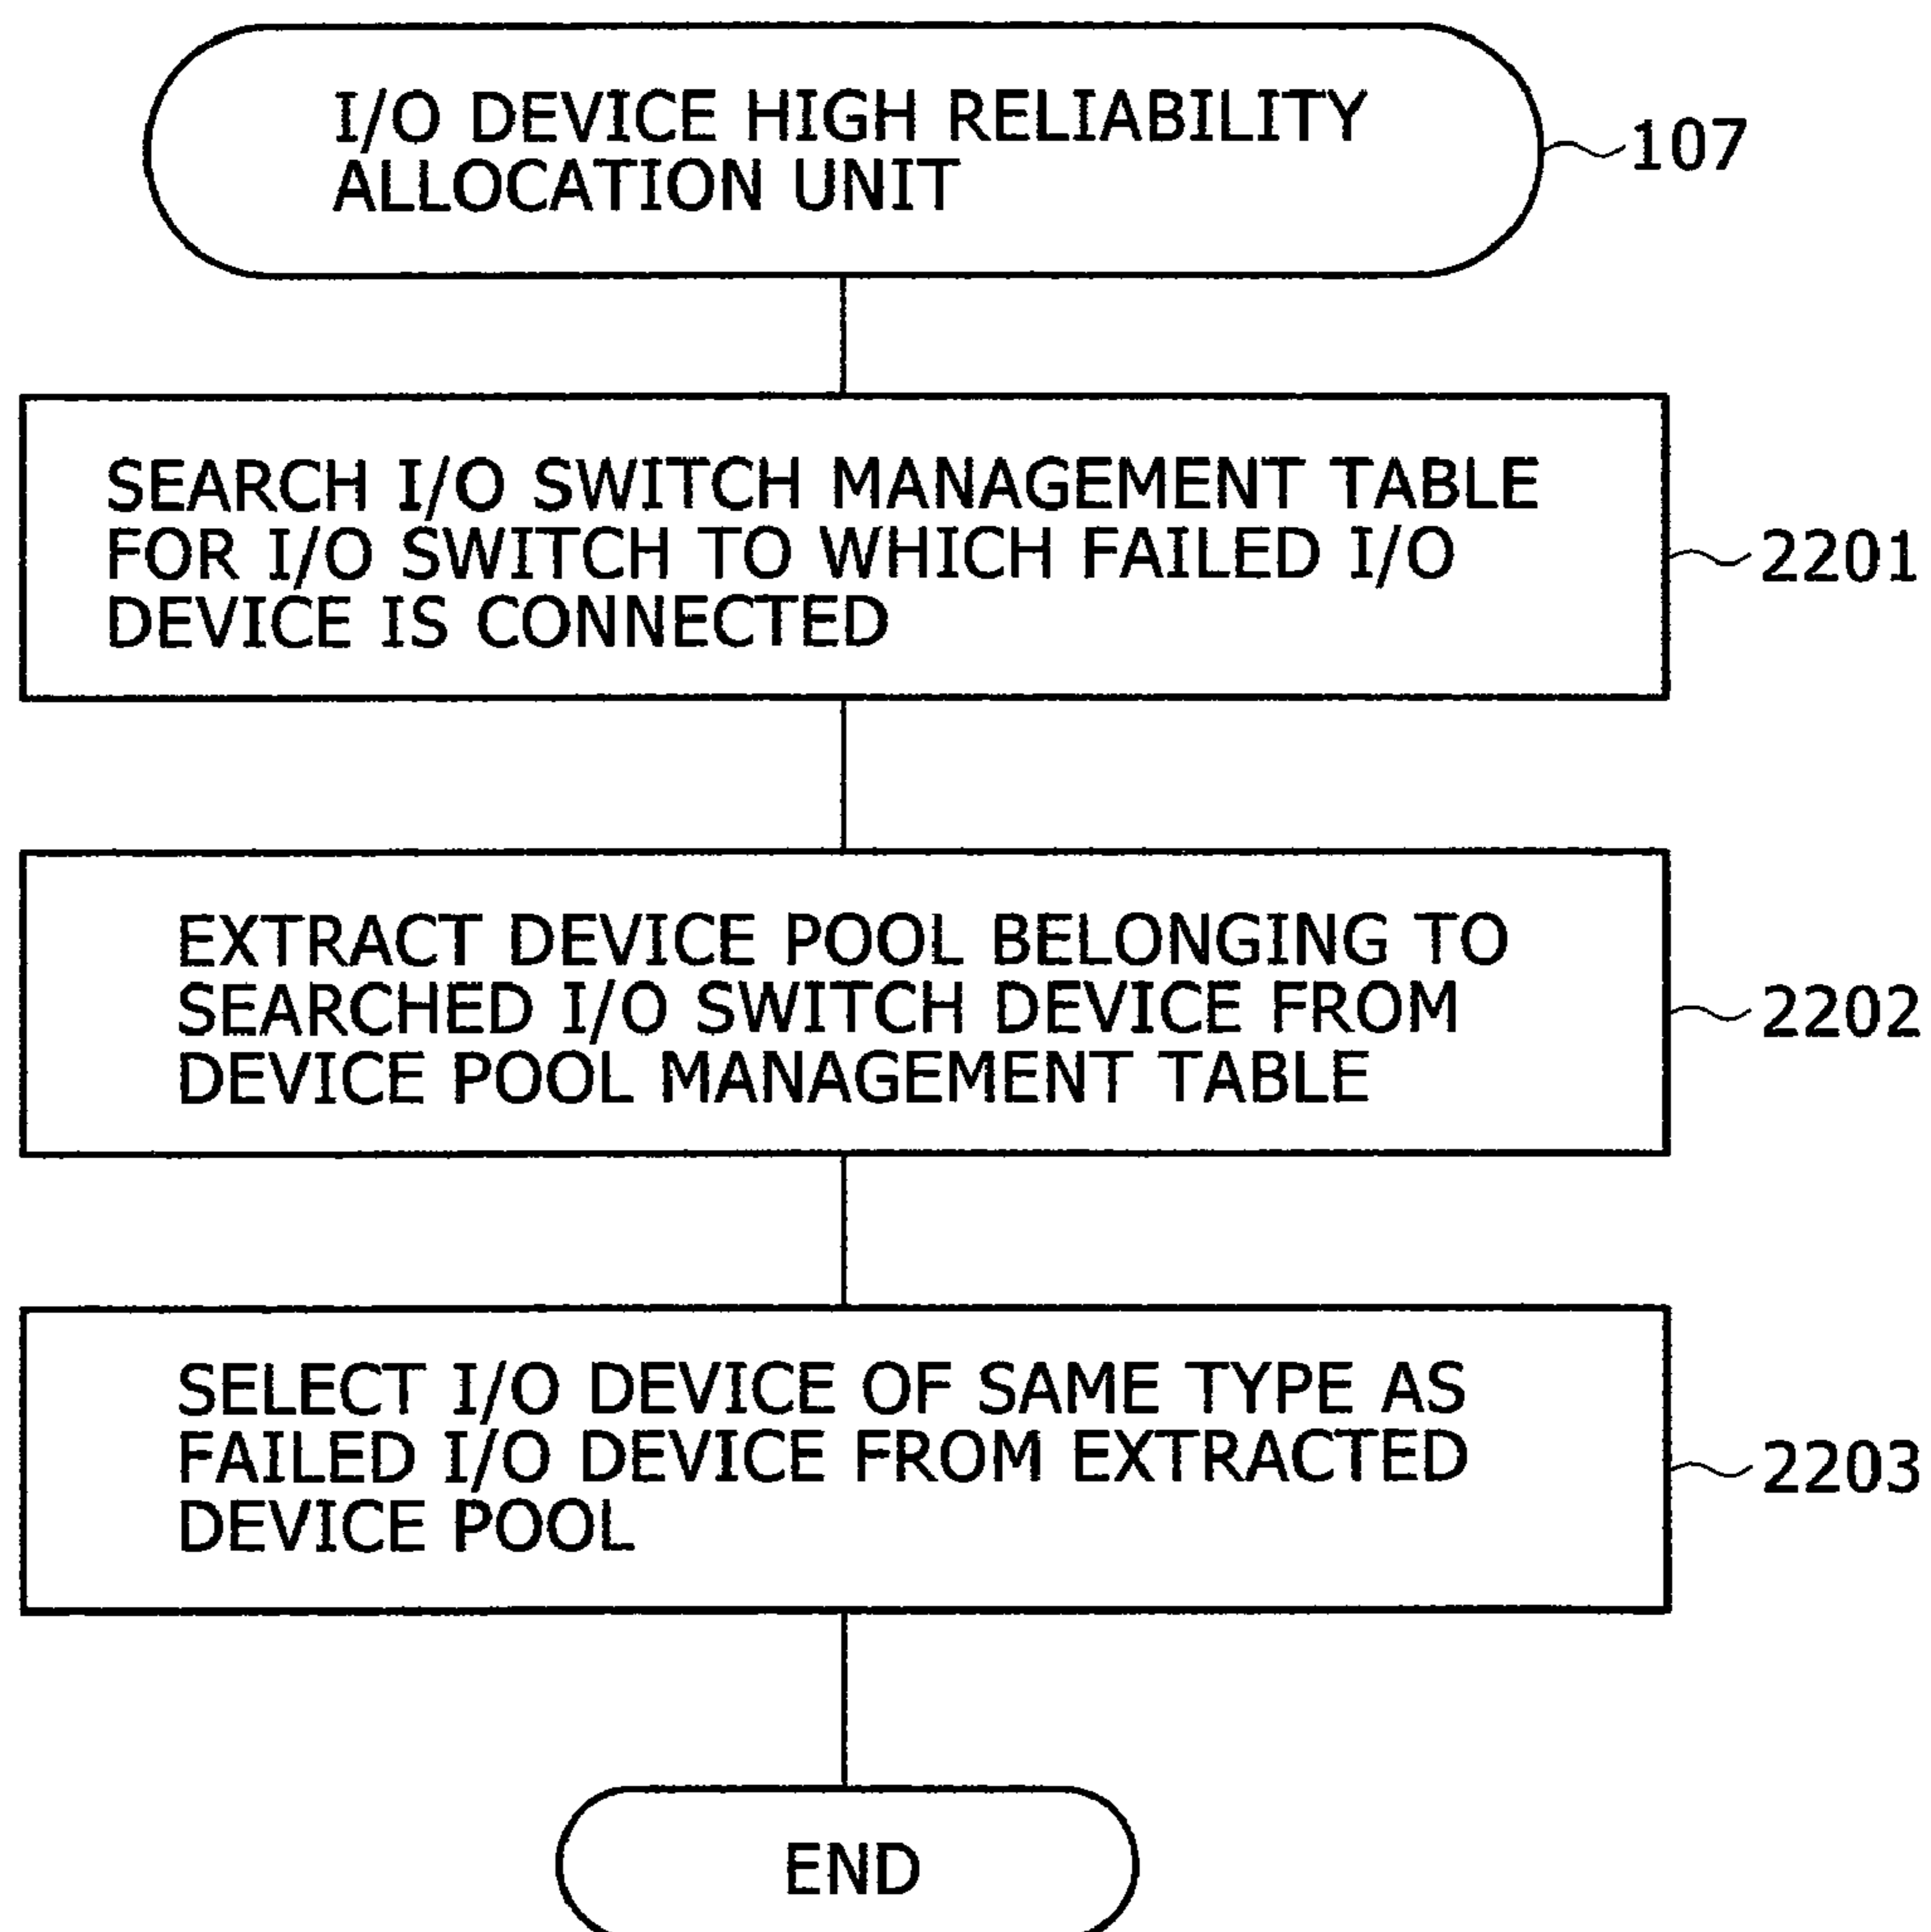 I/O DEVICE HIGH RELIABILITY
ALLOCATION UNIT
107
SEARCH I/O SWITCH MANAGEMENT TABLE
FOR I/O SWITCH TO WHICH FAILED I/O
DEVICE IS CONNECTED
2201
EXTRACT DEVICE POOL BELONGING TO
SEARCHED I/O SWITCH DEVICE FROM
DEVICE POOL MANAGEMENT TABLE
2202
SELECT I/O DEVICE OF SAME TYPE AS
FAILED I/O DEVICE FROM EXTRACTED
DEVICE POOL
2203
END